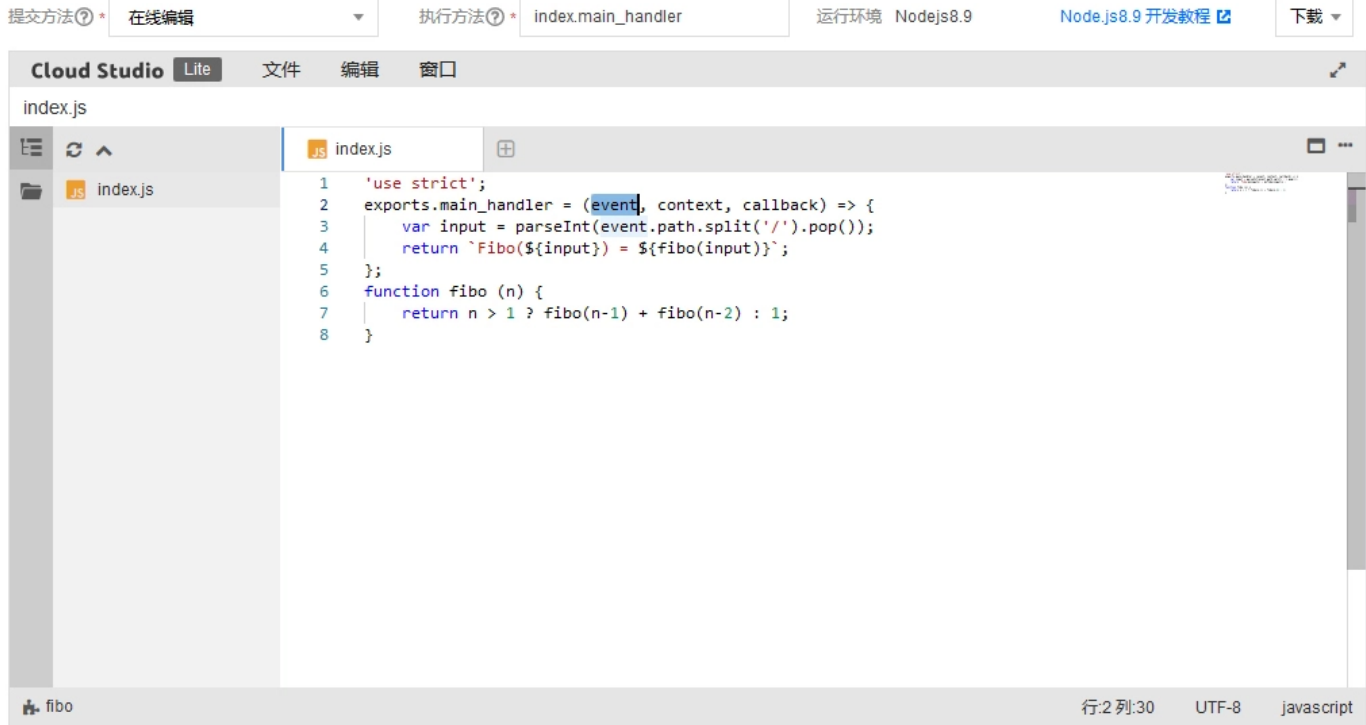 提交方法? * 在线编辑 执行方法? * index.main_handler 运行环境 Nodejs8.9 Node.js8.9 开发教程 下载
Cloud Studio Lite 文件 编辑 窗口
index.js
JS index.js
JS index.js
1 'use strict';
2 exports.main_handler = (event, context, callback) => {
3     var input = parseInt(event.path.split('/').pop());
4     return `Fibo(${input}) = ${fibo(input)}`;
5 };
6 function fibo (n) {
7     return n > 1 ? fibo(n-1) + fibo(n-2) : 1;
8 }
fibo 行:2 列:30 UTF-8 javascript